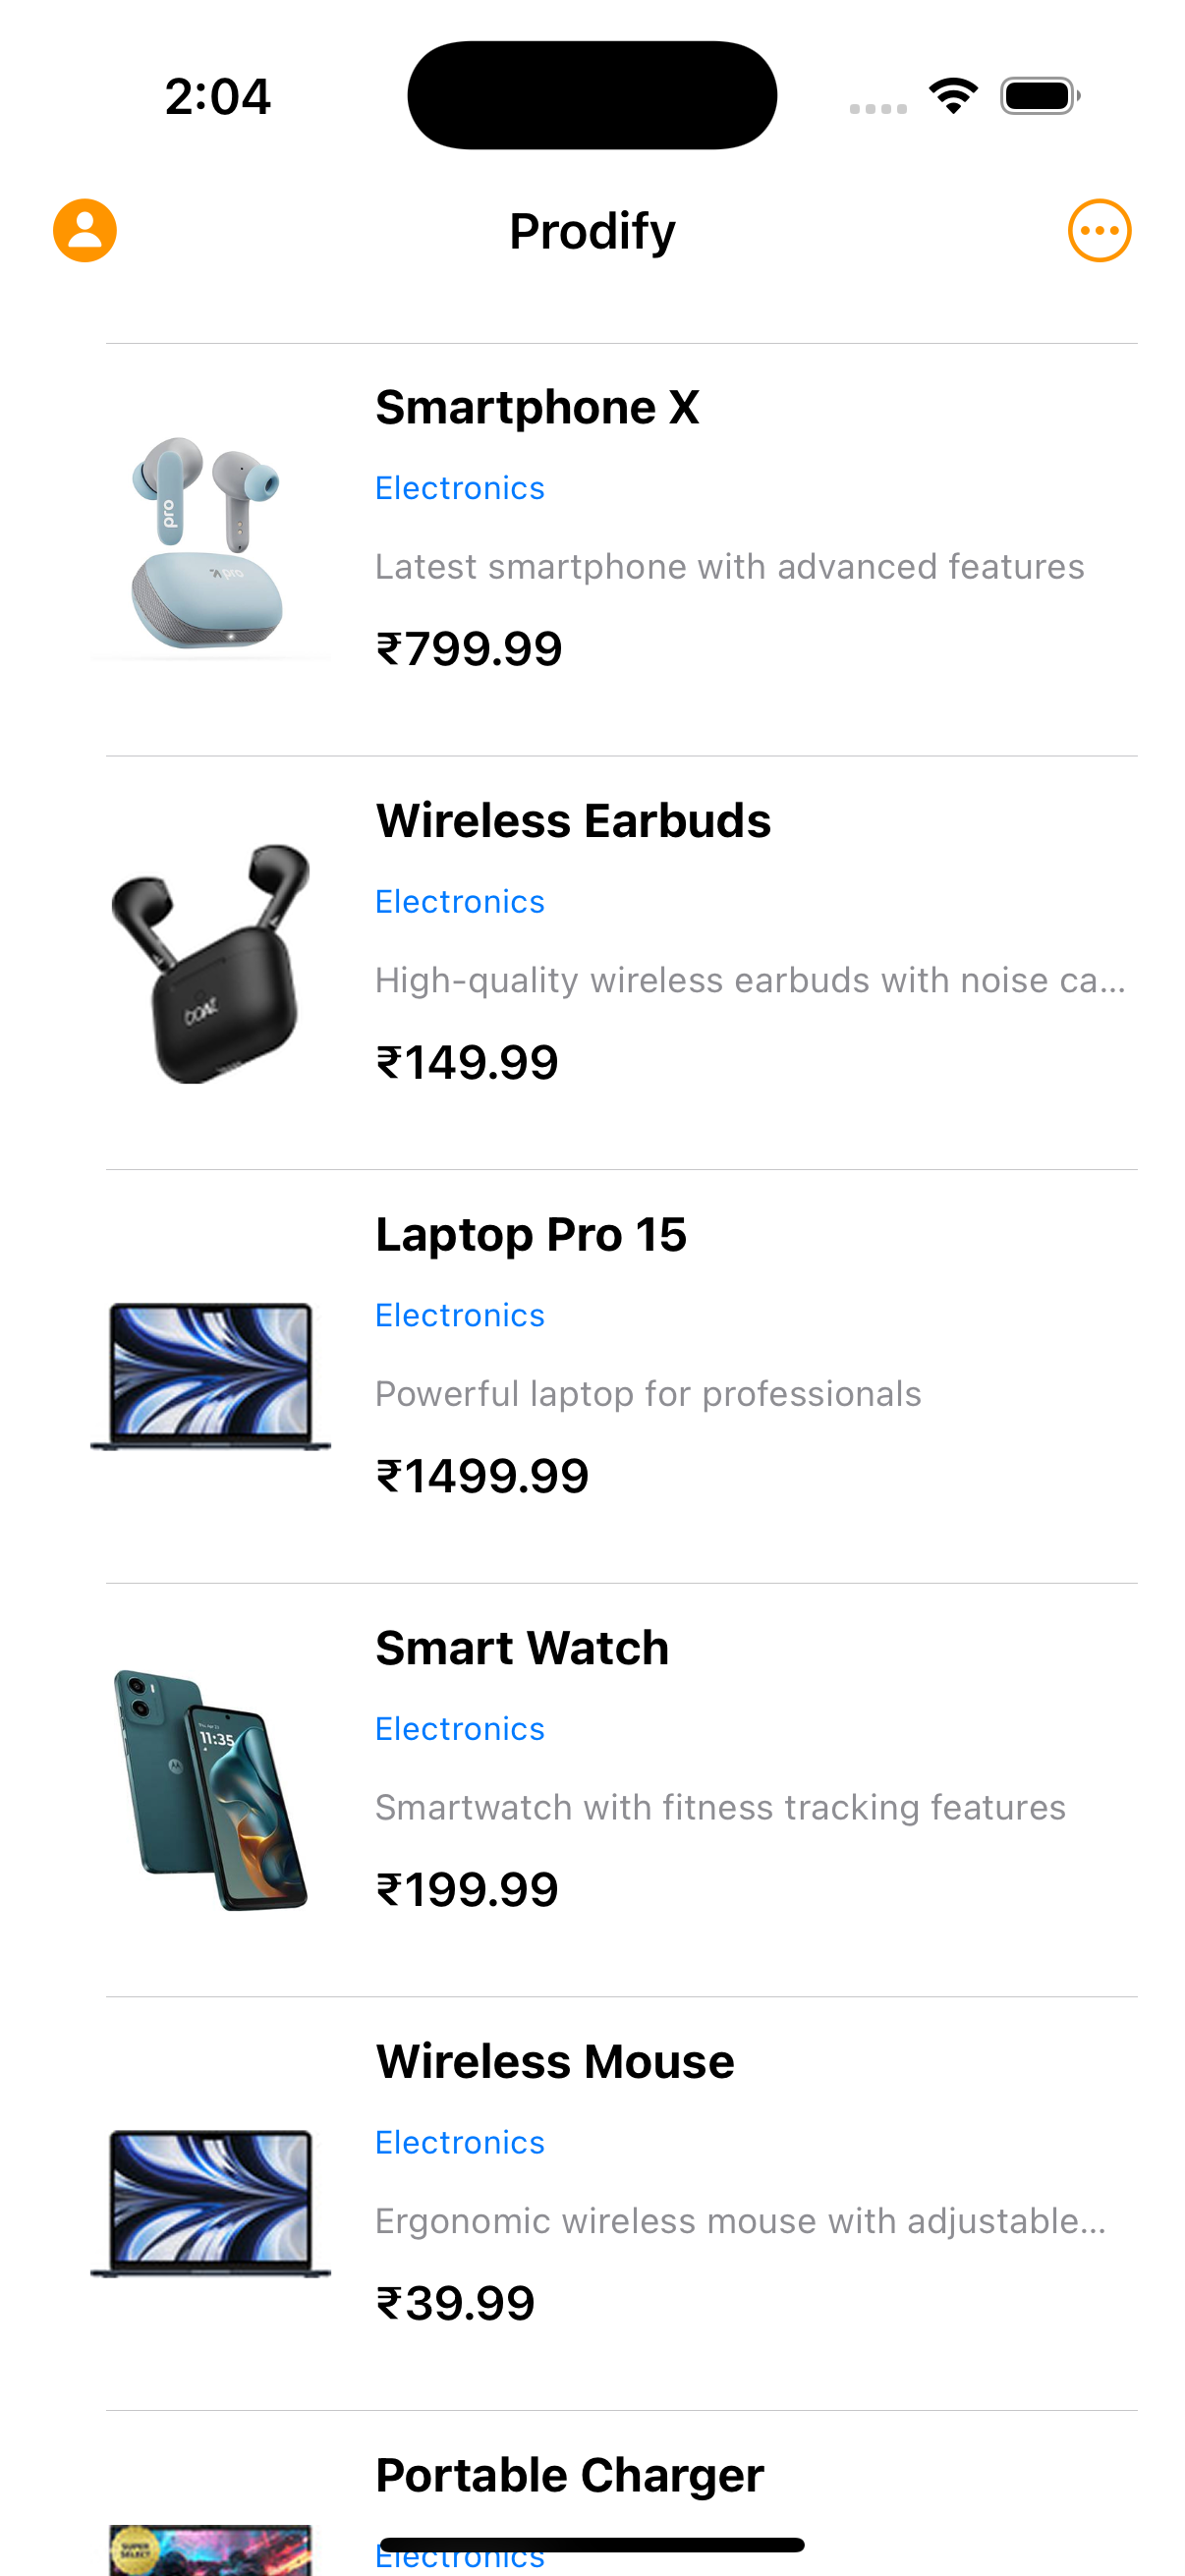 2:04
Prodify
Smartphone X
Electronics
Latest smartphone with advanced features
₹799.99
pro
pro
Wireless Earbuds
Electronics
High-quality wireless earbuds with noise ca...
₹149.99
boAt
Laptop Pro 15
Electronics
Powerful laptop for professionals
₹1499.99
Smart Watch
Electronics
Smartwatch with fitness tracking features
₹199.99
11:35
Wireless Mouse
Electronics
Ergonomic wireless mouse with adjustable...
₹39.99
Portable Charger
Electronics
SUPER
SELECT